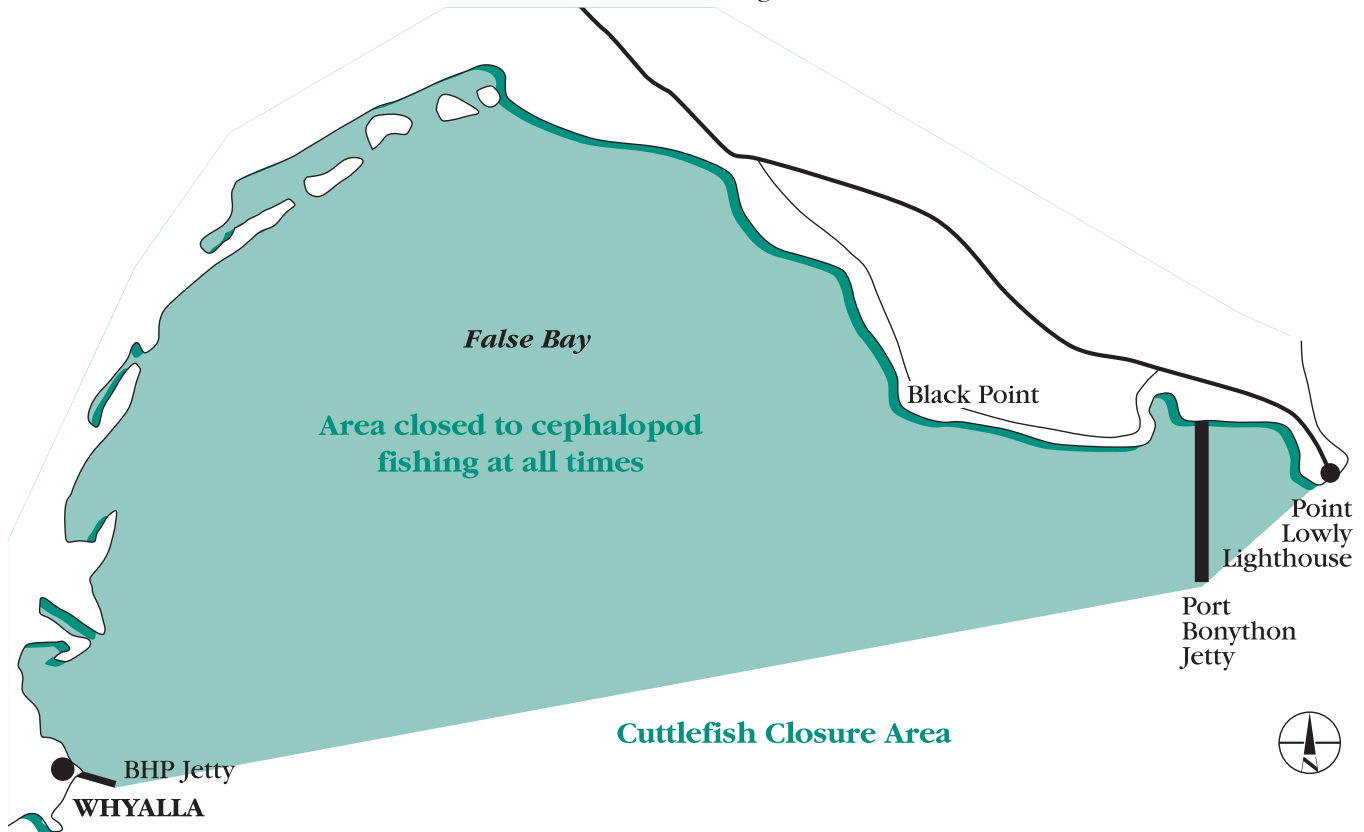 False Bay
Area closed to cephalopod
fishing at all times
Black Point
Point
Lowly
Lighthouse
Port
Bonython
Jetty
Cuttlefish Closure Area
BHP Jetty
WHYALLA
N